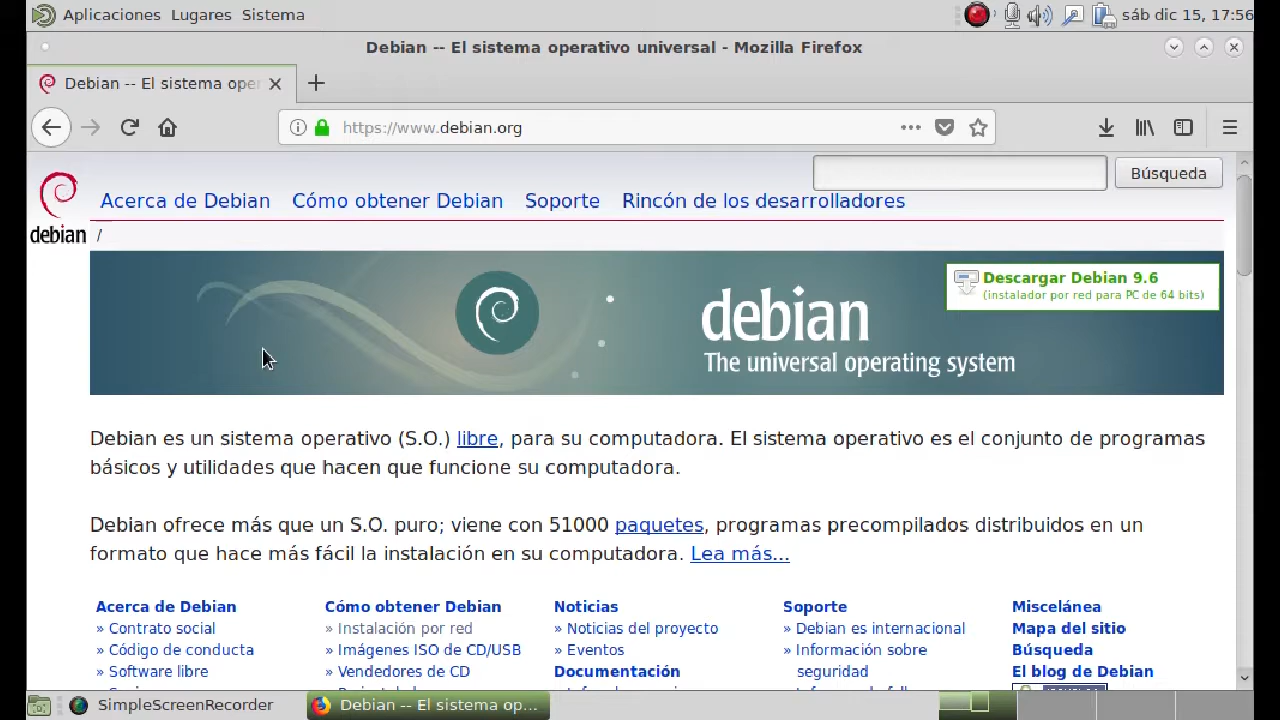 Aplicaciones Lugares Sistema sáb dic 15, 17:56
Debian -- El sistema operativo universal - Mozilla Firefox
Debian -- El sistema oper
https://www.debian.org
Búsqueda
Acerca de Debian Cómo obtener Debian Soporte Rincón de los desarrolladores
debian /
Descargar Debian 9.6
(instalador por red para PC de 64 bits)
debian
The universal operating system
Debian es un sistema operativo (S.O.) libre, para su computadora. El sistema operativo es el conjunto de programas
básicos y utilidades que hacen que funcione su computadora.
Debian ofrece más que un S.O. puro; viene con 51000 paquetes, programas precompilados distribuidos en un
formato que hace más fácil la instalación en su computadora. Lea más...
Acerca de Debian Cómo obtener Debian Noticias Soporte Miscelánea
» Contrato social » Instalación por red » Noticias del proyecto » Debian es internacional Mapa del sitio
» Código de conducta » Imágenes ISO de CD/USB » Eventos » Información sobre Búsqueda
» Software libre » Vendedores de CD Documentación seguridad El blog de Debian
SimpleScreenRecorder Debian -- El sistema op...